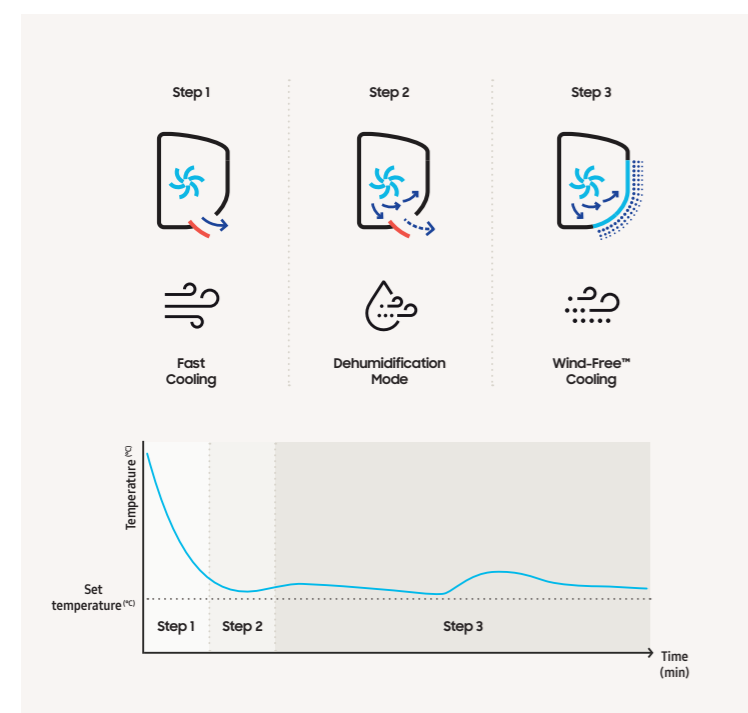 Step 1
Step 2
Step 3
Fast
Cooling
Dehumidification
Mode
Wind-Free™
Cooling
Temperature (°C)
Set
temperature (°C)
Step 1
Step 2
Step 3
Time
(min)